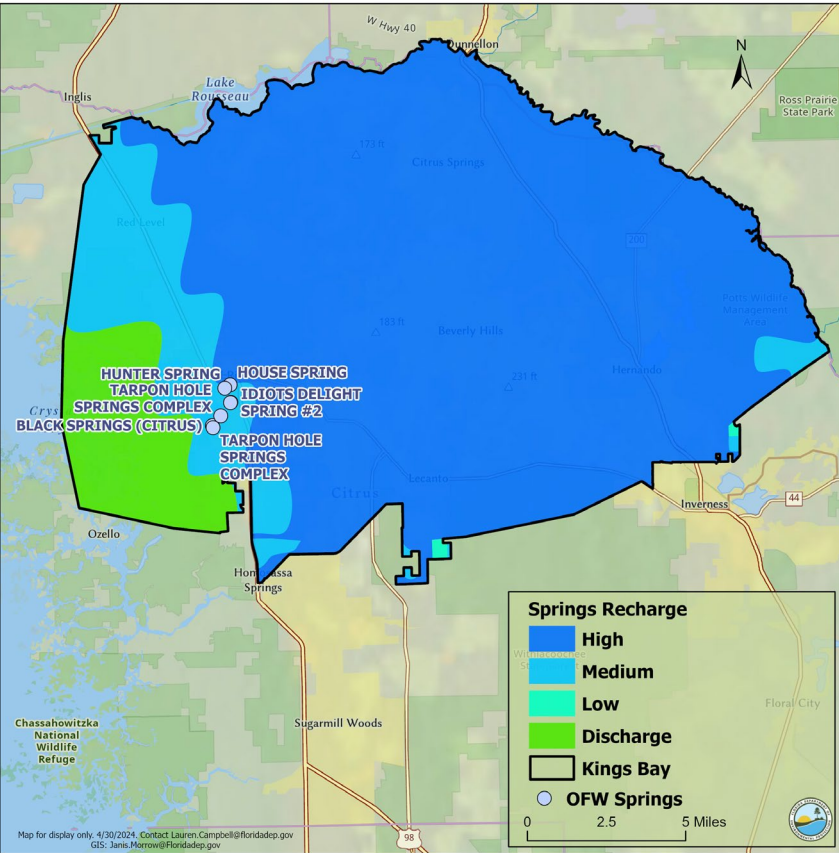 W Hwy 40
Dunnellon
N
Lake
Rousseau
Inglis
Ross Prairie
State Park
173 ft
Citrus Springs
Red Level
200
Potts Wildlife
Management
Area
183 ft
Beverly Hills
HUNTER SPRING
HOUSE SPRING
TARPON HOLE
SPRINGS COMPLEX
IDIOTS DELIGHT
SPRING #2
231 ft
Hernando
BLACK SPRINGS (CITRUS)
TARPON HOLE
SPRINGS
COMPLEX
Lecanto
Citrus
Inverness
44
Ozello
Springs
Springs Recharge
High
Medium
Low
Discharge
Kings Bay
OFW Springs
0 2.5 5 Miles
Floral City
Sugarmill Woods
Chassahowitzka
National
Wildlife
Refuge
98
Map for display only. 4/30/2024. Contact Lauren.Campbell@floridadep.gov
GIS: Janis.Morrow@Floridadep.gov